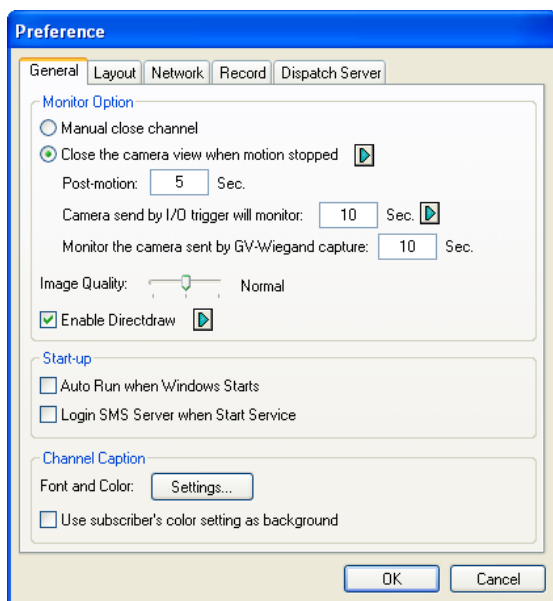 Preference
General Layout Network Record Dispatch Server
Monitor Option
Manual close channel
Close the camera view when motion stopped
Post-motion: 5 Sec.
Camera send by I/O trigger will monitor: 10 Sec.
Monitor the camera sent by GV-Wiegand capture: 10 Sec.
Image Quality: Normal
Enable Directdraw
Start-up
Auto Run when Windows Starts
Login SMS Server when Start Service
Channel Caption
Font and Color: Settings...
Use subscriber's color setting as background
OK Cancel